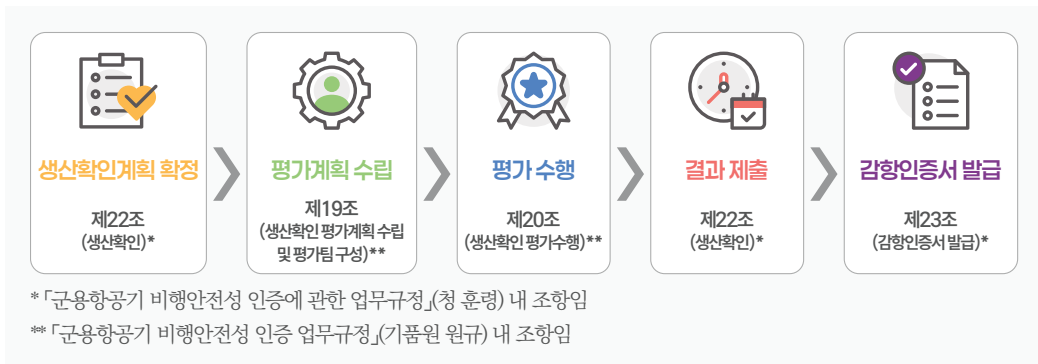 생산확인계획 확정
제22조
(생산확인)*
평가계획 수립
제19조
(생산확인 평가계획 수립
및 평가팀 구성)**
평가 수행
제20조
(생산확인 평가수행)**
결과 제출
제22조
(생산확인)*
감항인증서 발급
제23조
(감항인증서 발급)*
* 「군용항공기 비행안전성 인증에 관한 업무규정」(청 훈령) 내 조항임
** 「군용항공기 비행안전성 인증 업무규정」(기품원 원규) 내 조항임